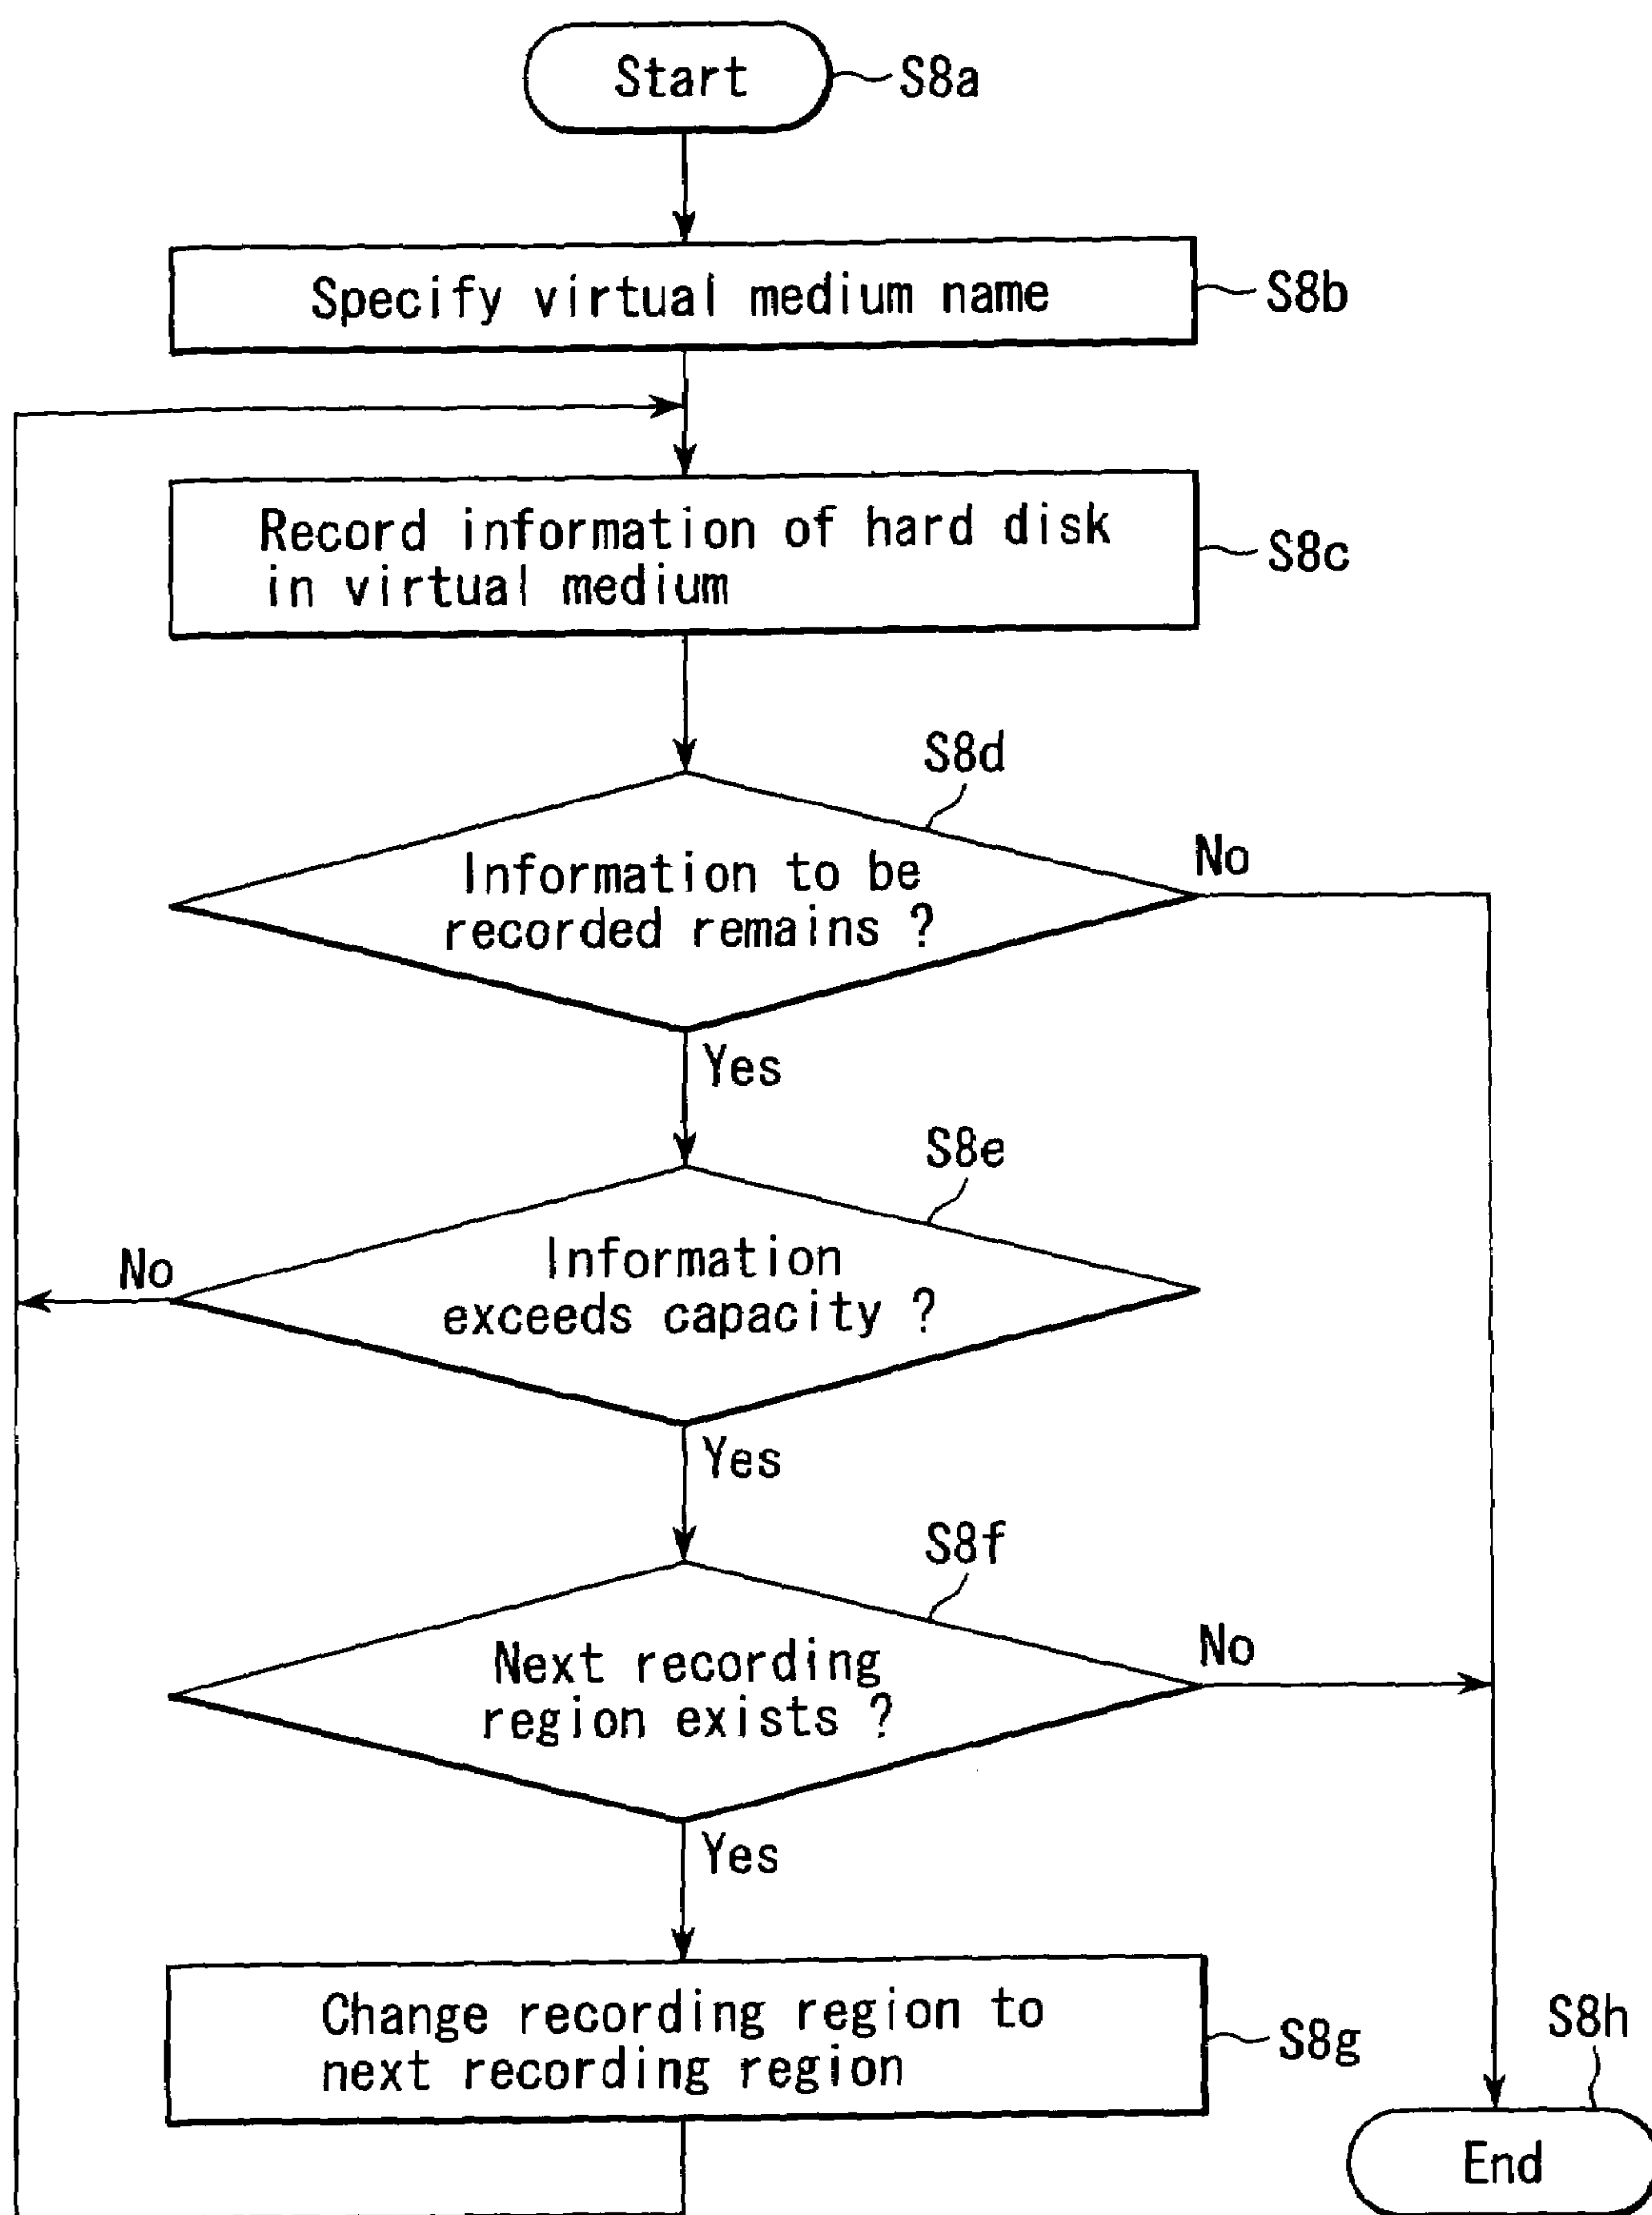 Start
S8a
Specify virtual medium name
S8b
Record information of hard disk
in virtual medium
S8c
S8d
Information to be
recorded remains ?
No
Yes
S8e
Information
exceeds capacity ?
No
Yes
S8f
Next recording
region exists ?
No
Yes
Change recording region to
next recording region
S8g
S8h
End